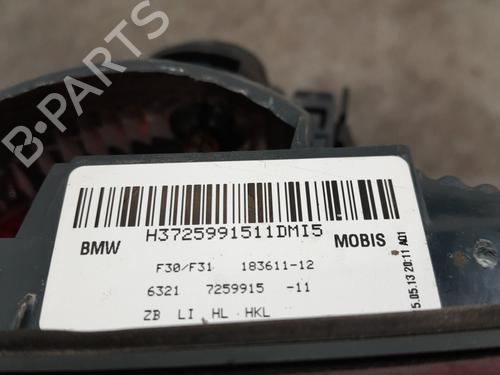 B-PARTS
H3725991511DMI5
BMW MOBIS
F30/F31 183611-12
6321 7259915 -11
ZB LI HL HKL
5.05.13 20:11 A01